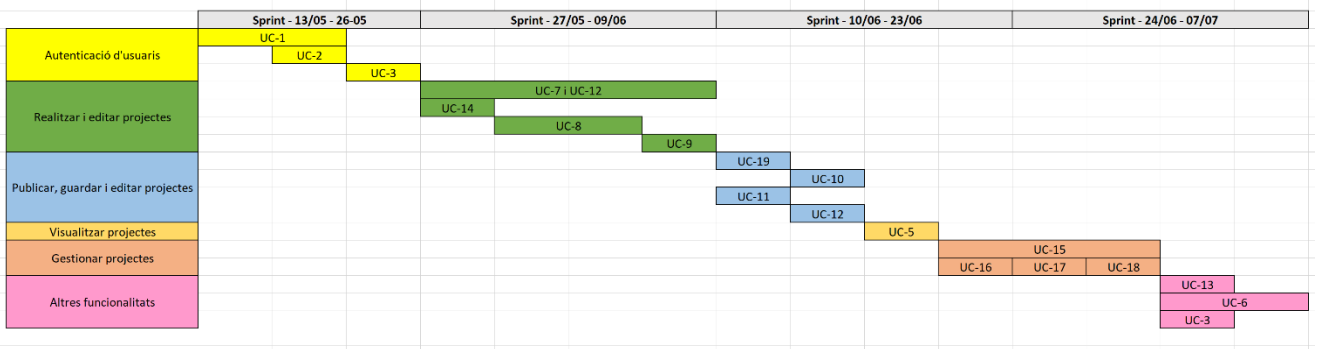 Sprint - 13/05 - 26-05 Sprint - 27/05 - 09/06 Sprint - 10/06 - 23/06 Sprint - 24/06 - 07/07
Autenticació d'usuaris
UC-1
UC-2
UC-3
Realitzar i editar projectes
UC-7 i UC-12
UC-14
UC-8
UC-9
Publicar, guardar i editar projectes
UC-19
UC-10
UC-11
UC-12
Visualitzar projectes
UC-5
Gestionar projectes
UC-15
UC-16 UC-17 UC-18
Altres funcionalitats
UC-13
UC-6
UC-3